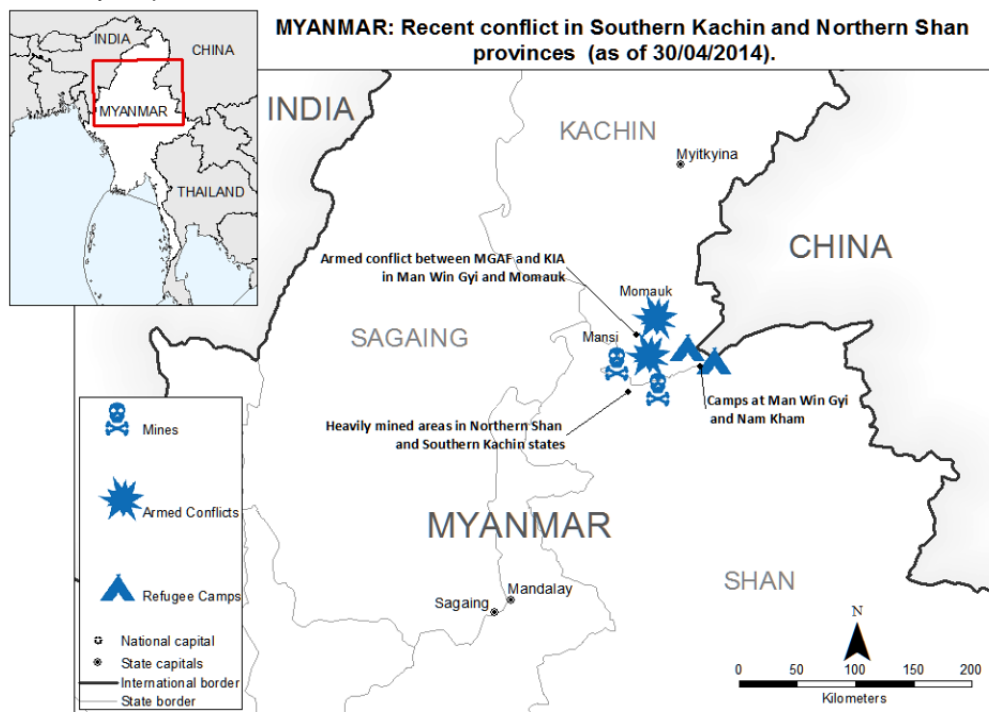 MYANMAR: Recent conflict in Southern Kachin and Northern Shan
provinces (as of 30/04/2014).
INDIA
CHINA
MYANMAR
THAILAND
INDIA
KACHIN
Myitkyina
CHINA
Armed conflict between MGAF and KIA
in Man Win Gyi and Momauk
Momauk
SAGAING
Mansi
Camps at Man Win Gyi
and Nam Kham
Heavily mined areas in Northern Shan
and Southern Kachin states
MYANMAR
SHAN
Mandalay
Sagaing
Mines
Armed Conflicts
Refugee Camps
National capital
State capitals
International border
State border
N
0 50 100 150 200
Kilometers